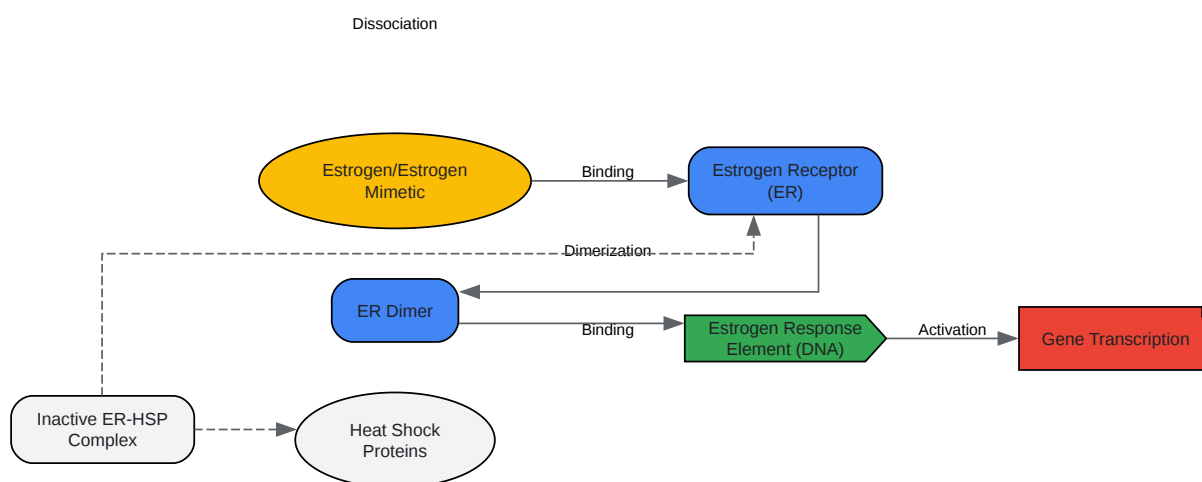 Dissociation
Estrogen/Estrogen
Mimetic
Binding
Estrogen Receptor
(ER)
Dimerization
ER Dimer
Binding
Estrogen Response
Element (DNA)
Activation
Gene Transcription
Inactive ER-HSP
Complex
Heat Shock
Proteins